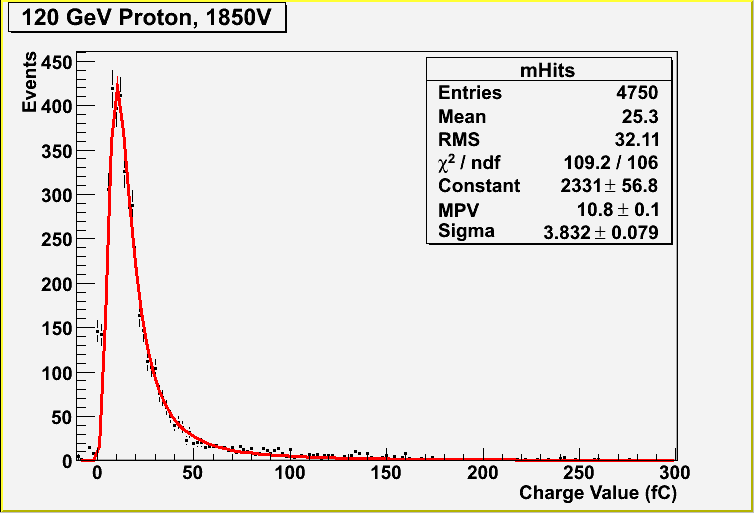 120 GeV Proton, 1850V
Events
450
400
350
300
250
200
150
100
50
0
mHits
Entries 4750
Mean 25.3
RMS 32.11
χ² / ndf 109.2 / 106
Constant 2331 ± 56.8
MPV 10.8 ± 0.1
Sigma 3.832 ± 0.079
0 50 100 150 200 250 300
Charge Value (fC)